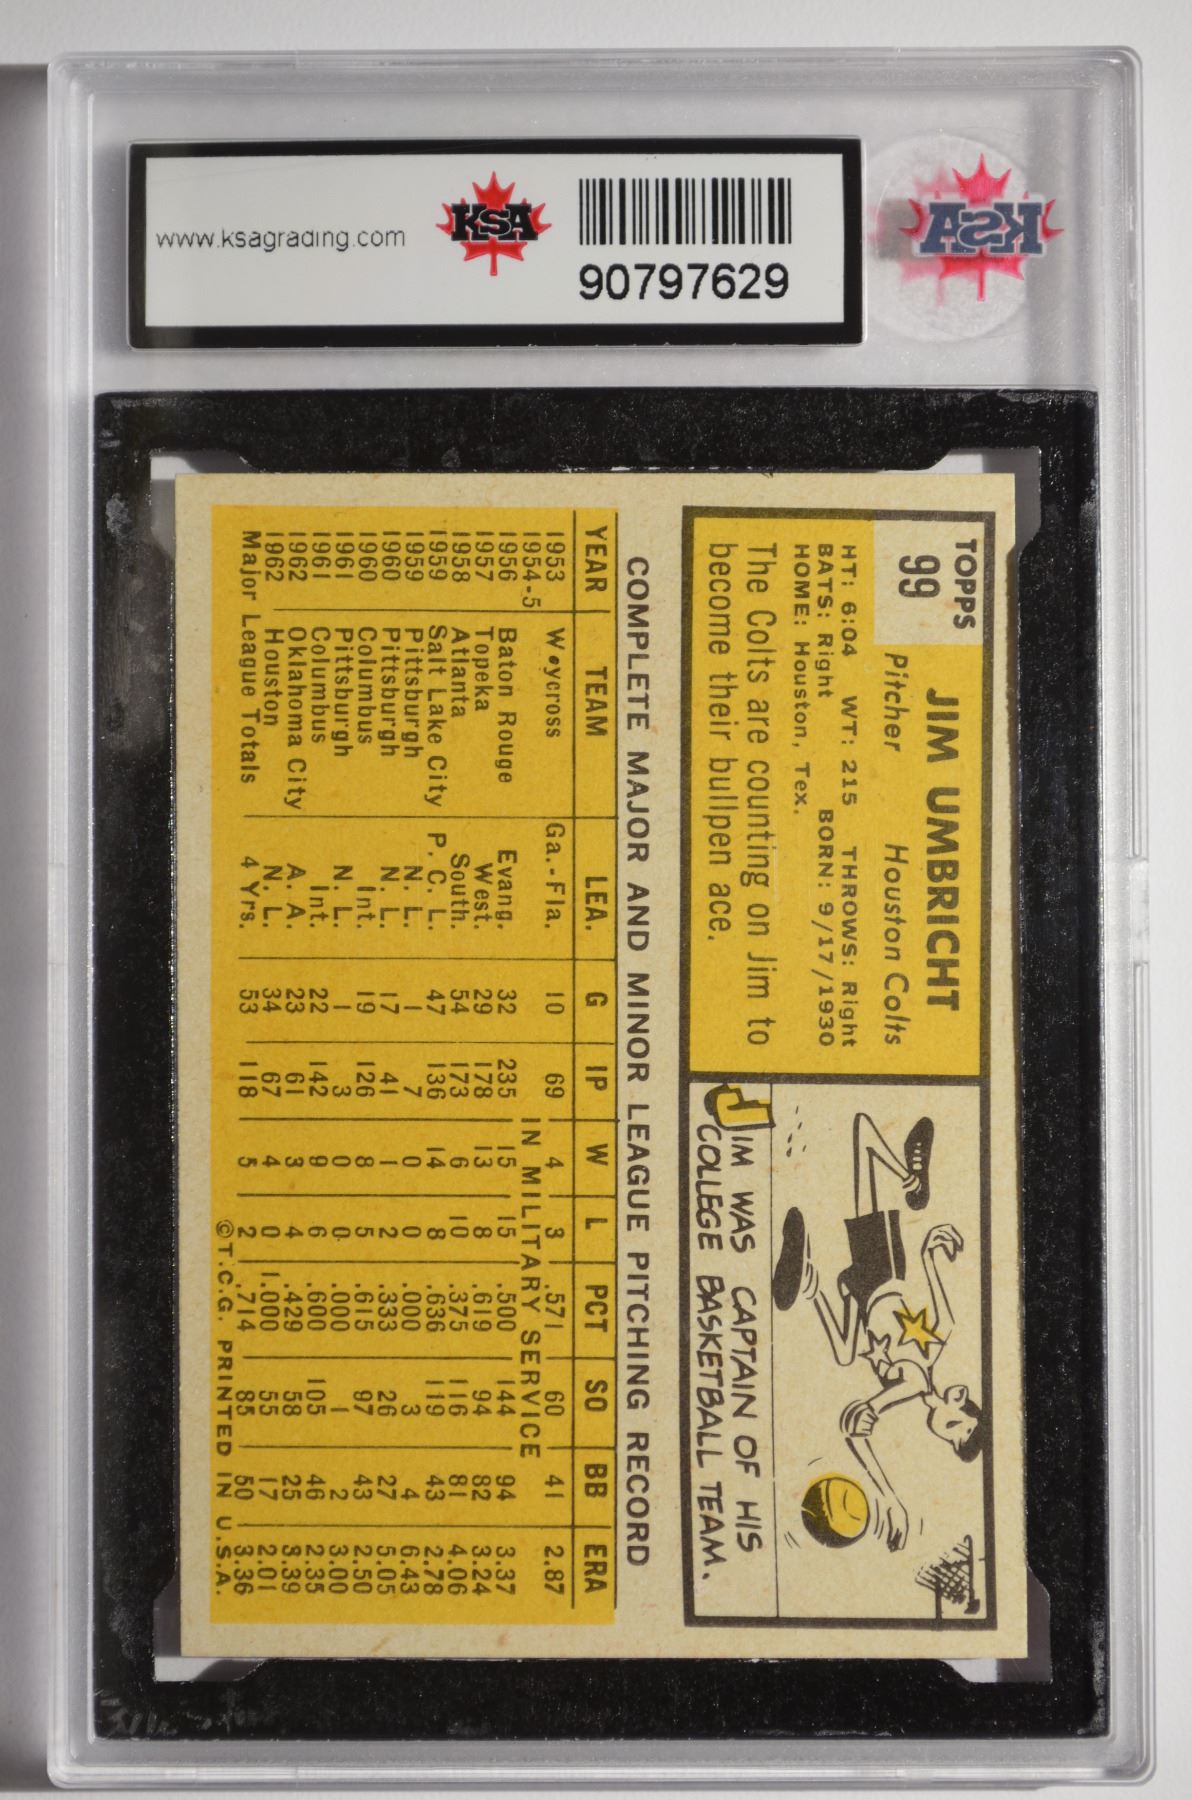 www.ksagrading.com
KSA
90797629
KSA
TOPPS
99
JIM UMBRICHT
Pitcher Houston Colts
HT: 6:04 WT: 215 THROWS: Right
BATS: Right BORN: 9/17/1930
HOME: Houston, Tex.
The Colts are counting on Jim to
become their bullpen ace.
JIM WAS CAPTAIN OF HIS
COLLEGE BASKETBALL TEAM.
COMPLETE MAJOR AND MINOR LEAGUE PITCHING RECORD
YEAR TEAM LEA. G IP W L PCT SO BB ERA
1953 Waycross Ga.-Fla. 10 69 4 3 .571 60 41 2.87
1954-5 IN MILITARY SERVICE
1956 Baton Rouge Evang. 32 235 15 15 .500 144 94 3.37
1957 Topeka West. 29 178 13 8 .619 94 82 3.24
1958 Atlanta South. 54 173 6 10 .375 116 81 4.06
1959 Salt Lake City P. C. L. 47 136 14 8 .636 119 43 2.78
1959 Pittsburgh N. L. 1 7 0 0 .000 3 4 6.43
1960 Pittsburgh N. L. 17 41 1 2 .333 26 27 5.05
1960 Columbus Int. 19 126 8 5 .615 97 43 2.50
1961 Pittsburgh N. L. 1 3 0 0 .000 1 2 3.00
1961 Columbus Int. 22 142 9 6 .600 105 46 2.35
1962 Oklahoma City A. A. 23 61 3 4 .429 58 25 3.39
1962 Houston N. L. 34 67 4 0 1.000 55 17 2.01
Major League Totals 4 Yrs. 53 118 5 2 .714 85 50 3.36
©T.C.G. PRINTED IN U.S.A.